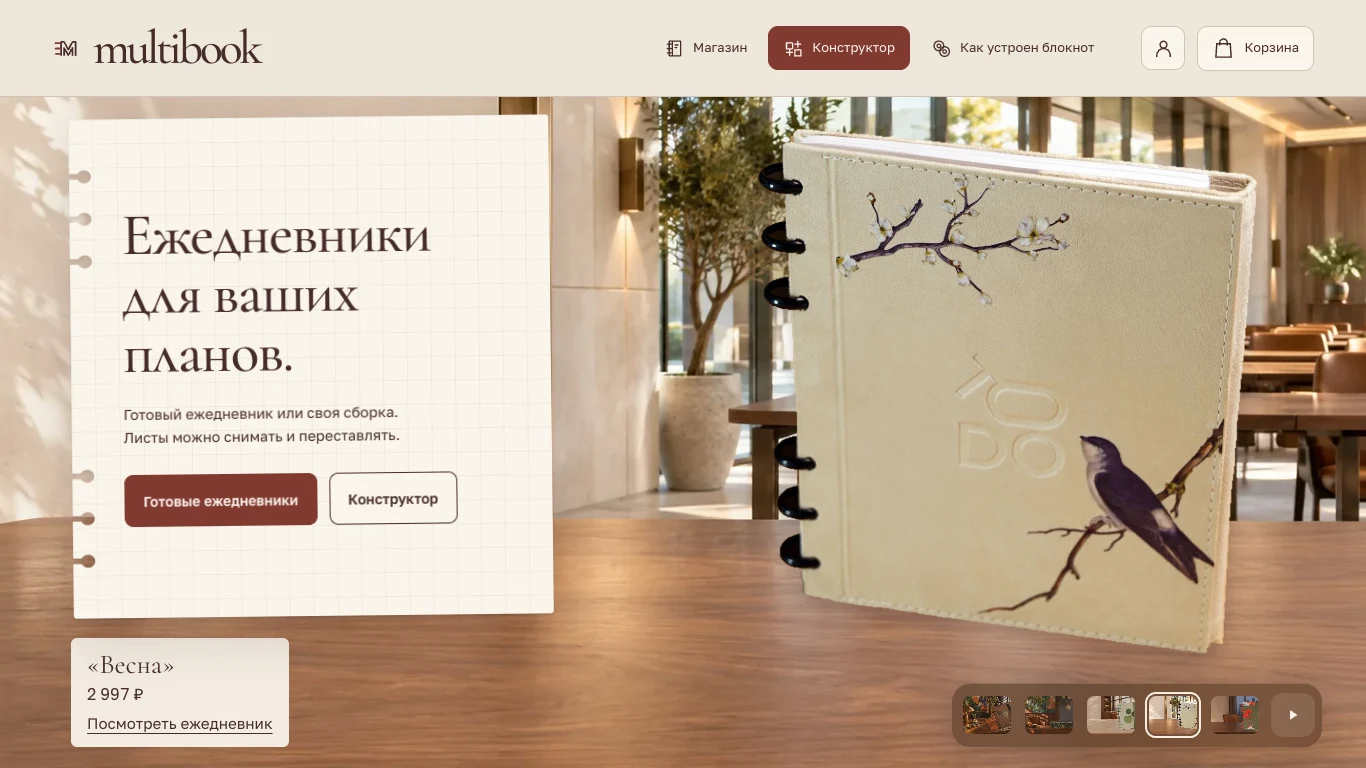 multibook
Магазин
Конструктор
Как устроен блокнот
Корзина
Ежедневники
для ваших
планов.
Готовый ежедневник или своя сборка.
Листы можно снимать и переставлять.
Готовые ежедневники
Конструктор
YO
DO
«Весна»
2 997 ₽
Посмотреть ежедневник